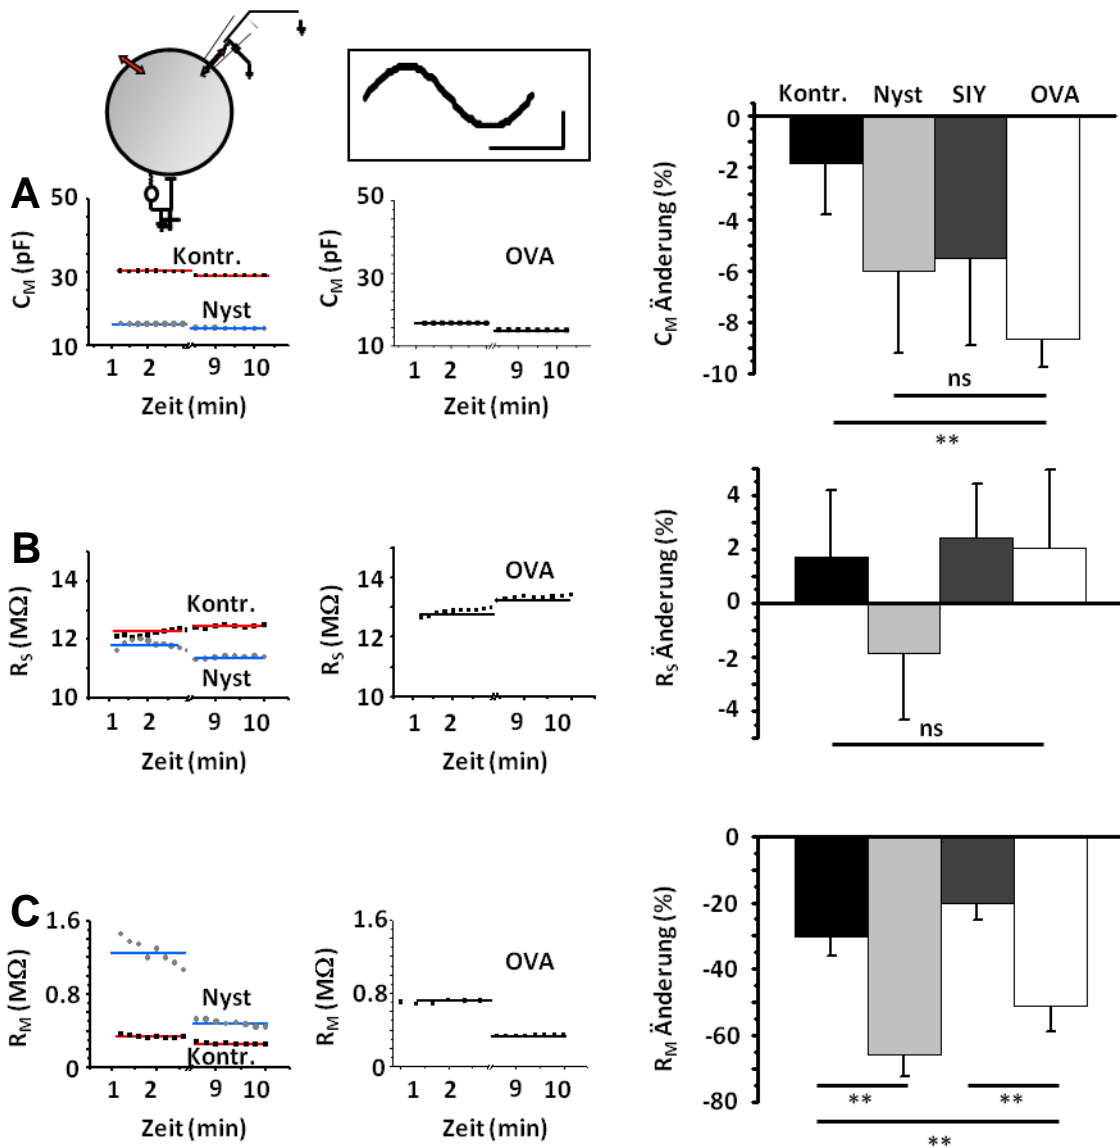 A
50
30
10
C_M (pF)
Kontr.
Nyst
1 2 9 10
Zeit (min)
50
30
10
C_M (pF)
OVA
1 2 9 10
Zeit (min)
Kontr. Nyst SIY OVA
0
-2
-4
-6
-8
-10
C_M Änderung (%)
ns
**
B
14
12
10
R_S (MΩ)
Kontr.
Nyst
1 2 9 10
Zeit (min)
14
12
10
R_S (MΩ)
OVA
1 2 9 10
Zeit (min)
4
2
0
-2
-4
R_S Änderung (%)
ns
C
1.6
0.8
0
R_M (MΩ)
Nyst
Kontr.
1 2 9 10
Zeit (min)
1.6
0.8
0
R_M (MΩ)
OVA
1 2 9 10
Zeit (min)
0
-20
-40
-60
-80
R_M Änderung (%)
** **
**